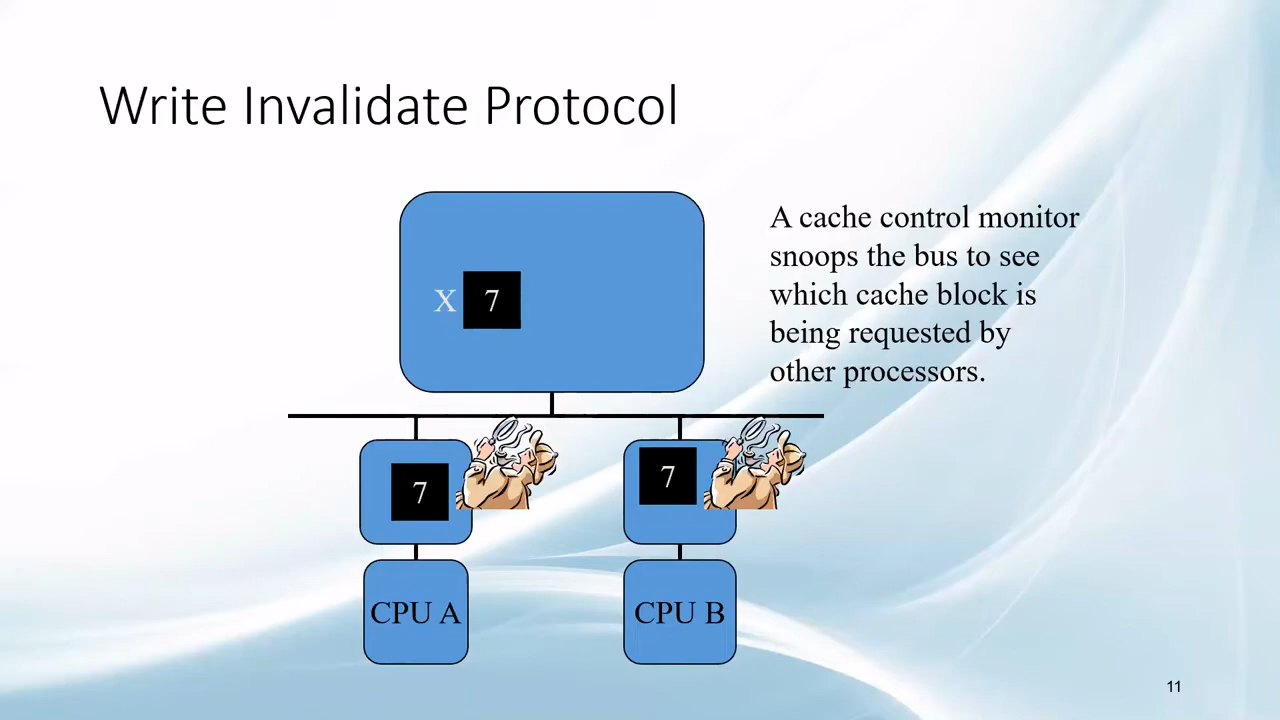 Write Invalidate Protocol
A cache control monitor
snoops the bus to see
which cache block is
being requested by
other processors.
X 7
7
7
CPU A
CPU B
11